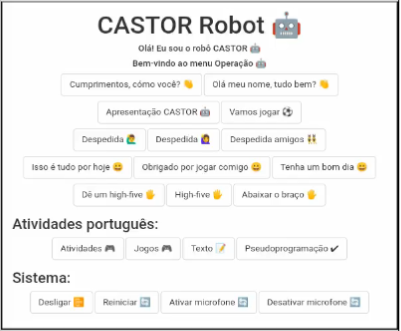 CASTOR Robot 🤖
Olá! Eu sou o robô CASTOR 🤖
Bem-vindo ao menu Operação 🤖
Cumprimentos, cómo você? 👋 Olá meu nome, tudo bem? 👋
Apresentação CASTOR 🤖 Vamos jogar ⚽
Despedida 🙋‍♂️ Despedida 🙋‍♀️ Despedida amigos 👯
Isso é tudo por hoje 😄 Obrigado por jogar comigo 😄 Tenha um bom dia 😄
Dê um high-five 🖐 High-five 🖐 Abaixar o braço 🖐
Atividades português:
Atividades 🎮 Jogos 🎮 Texto 📝 Pseudoprogramação ✔
Sistema:
Desligar Reiniciar 🔄 Ativar microfone 🔄 Desativar microfone 🔄